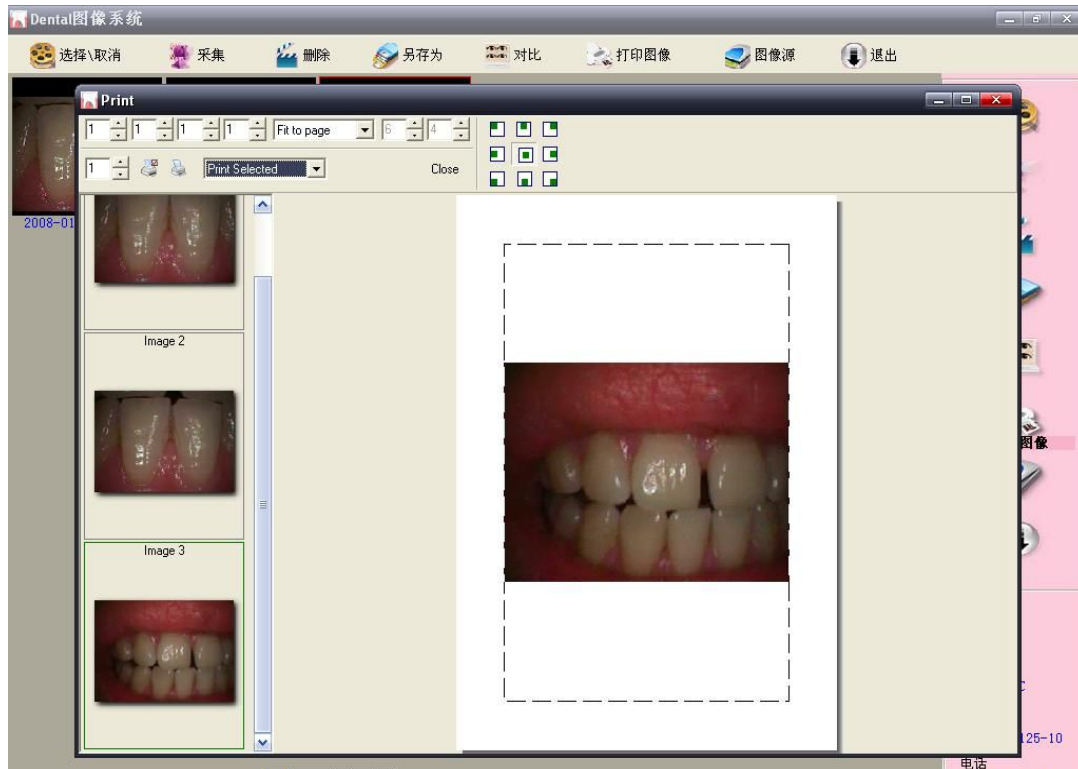 Dental图像系统
选择\取消 采集 删除 另存为 对比 打印图像 图像源 退出
Print
1 1 1 1 Fit to page 6 4
1 Print Selected Close
2008-01
Image 2
图像
Image 3
C
125-10
电话